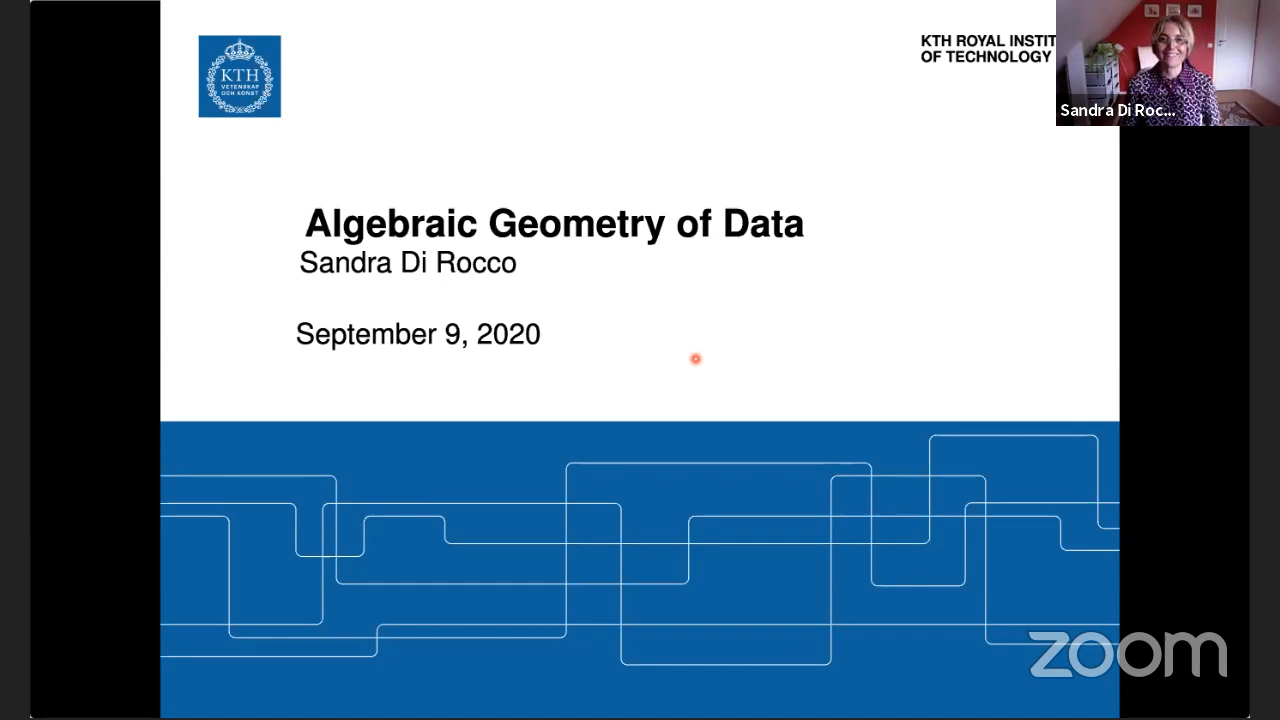 KTH
VETENSKAP
OCH KONST
KTH ROYAL INSTIT
OF TECHNOLOGY
Sandra Di Roc...
Algebraic Geometry of Data
Sandra Di Rocco
September 9, 2020
zoom